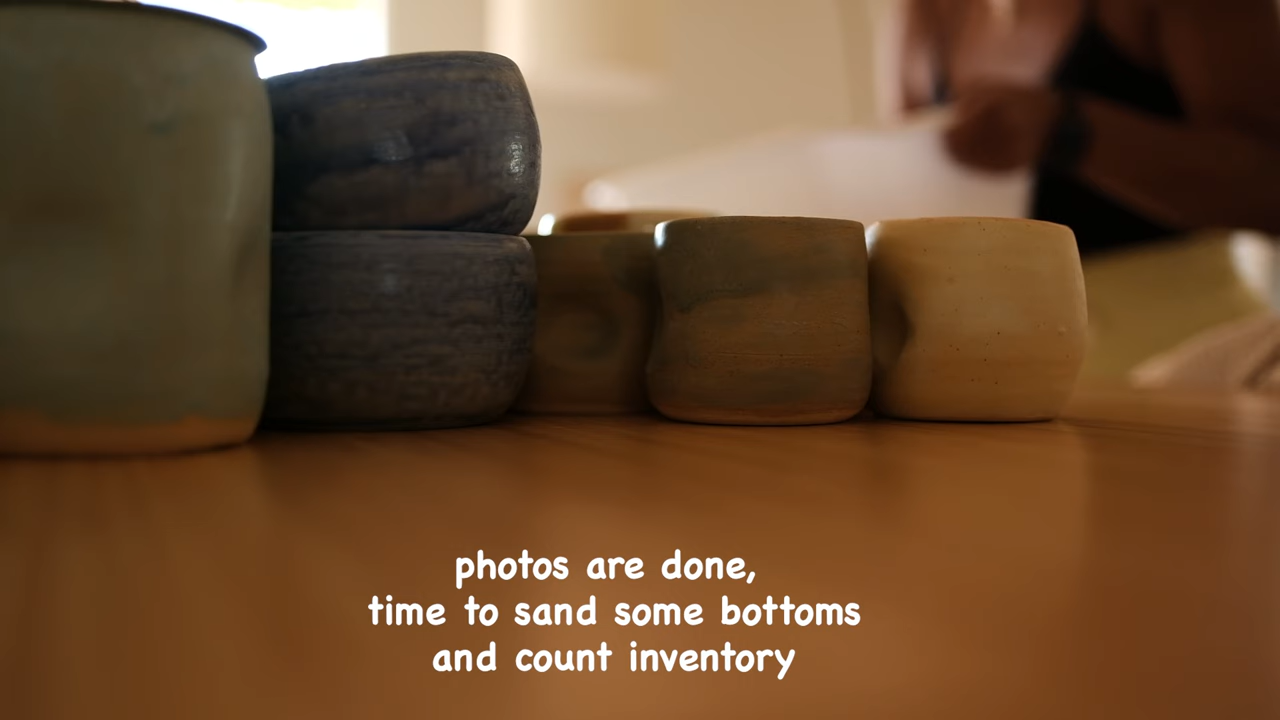 photos are done,
time to sand some bottoms
and count inventory